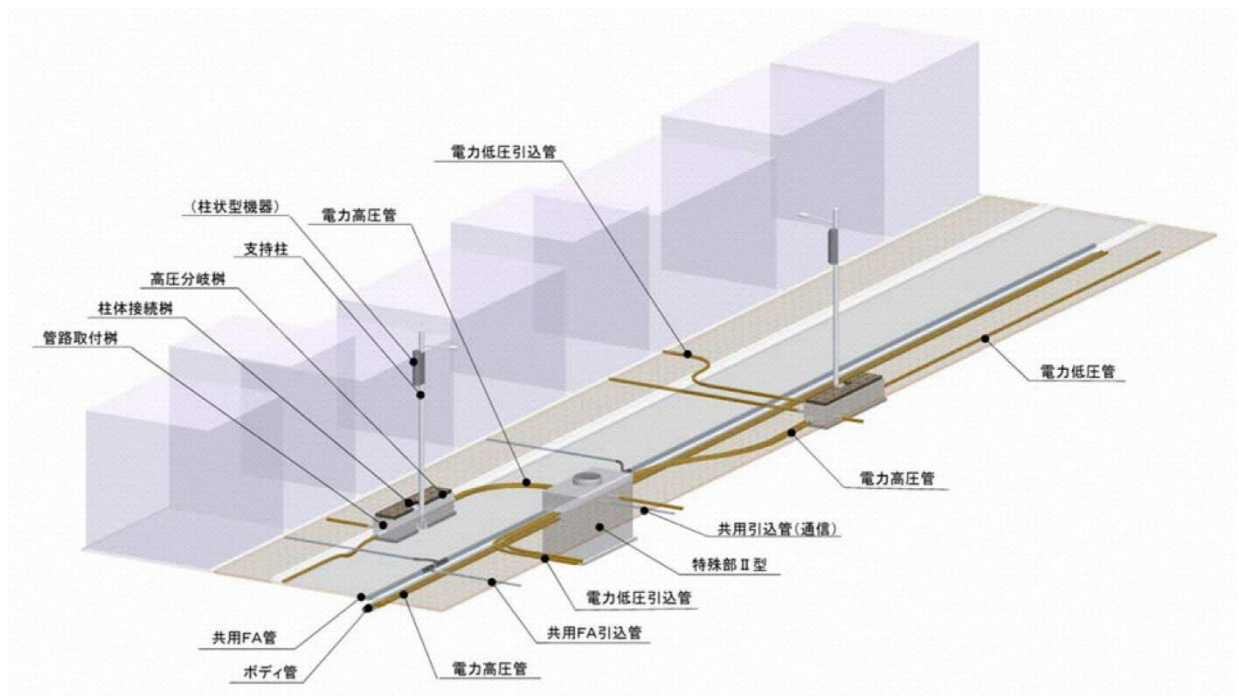 電力低圧引込管
(柱状型機器)
電力高圧管
支持柱
高圧分岐桝
柱体接続桝
管路取付桝
電力低圧管
電力高圧管
共用引込管(通信)
特殊部Ⅱ型
電力低圧引込管
共用FA引込管
共用FA管
ボディ管
電力高圧管